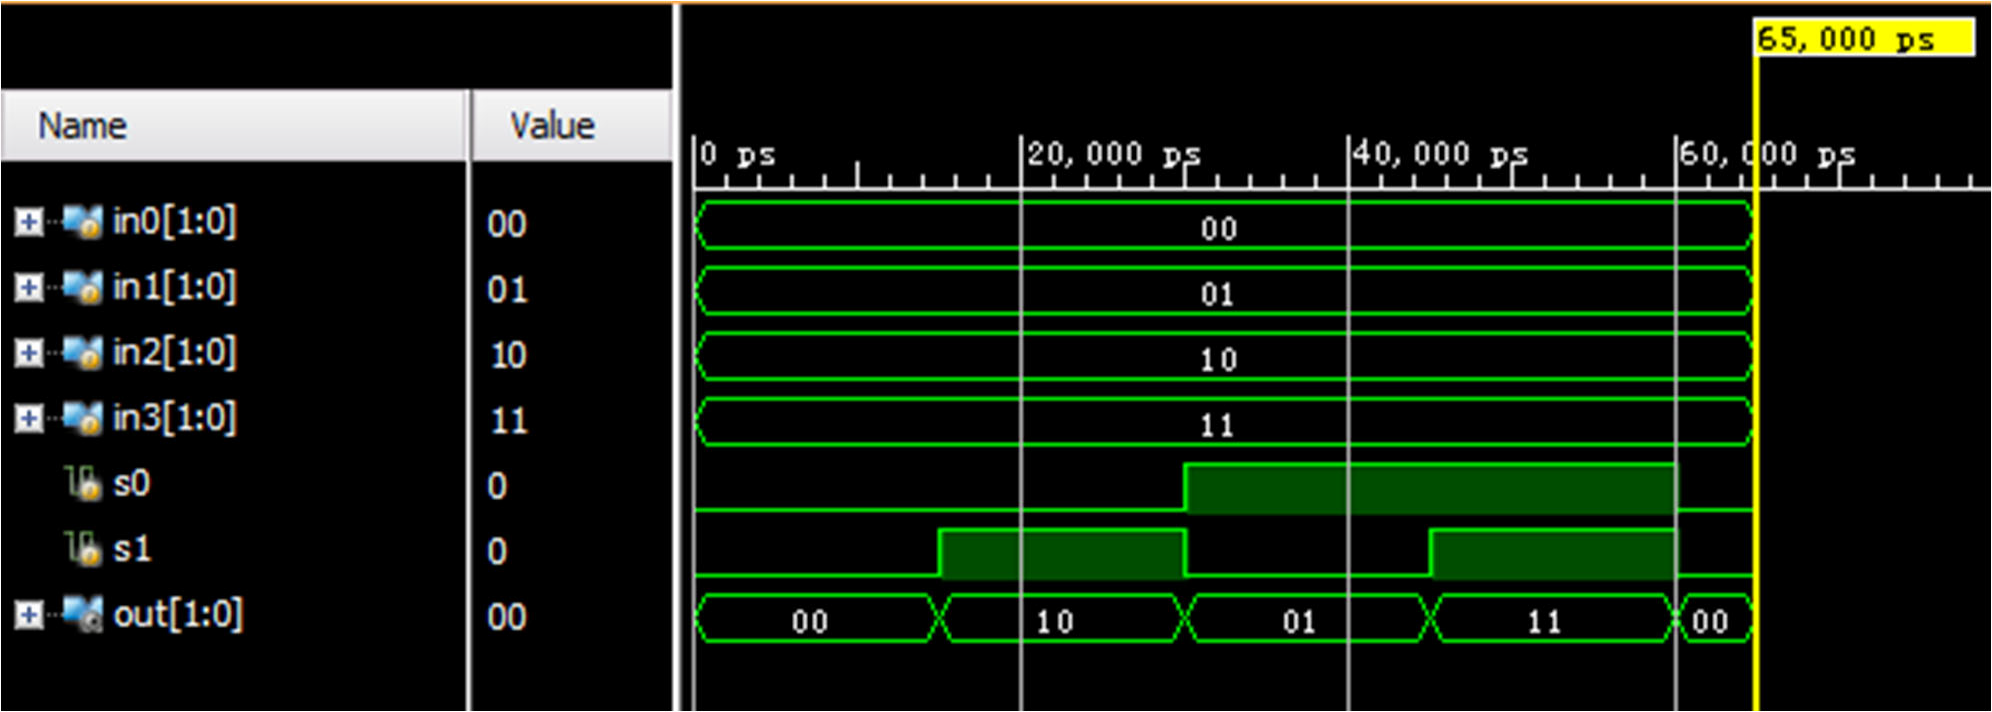 65,000 ps
Name Value
0 ps 20,000 ps 40,000 ps 60,000 ps
in0[1:0] 00 00
in1[1:0] 01 01
in2[1:0] 10 10
in3[1:0] 11 11
s0 0
s1 0
out[1:0] 00 00 10 01 11 00